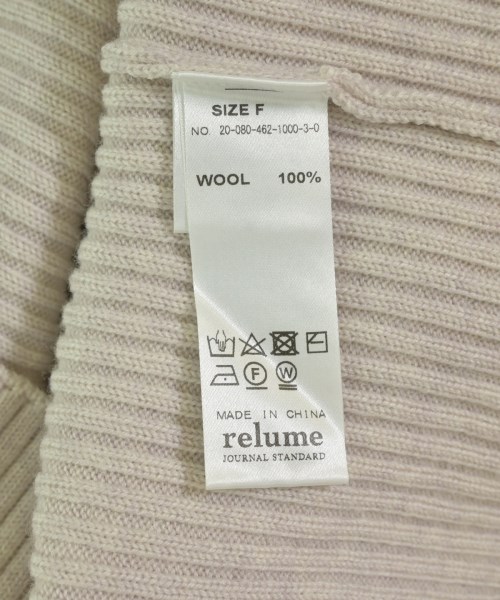 SIZE F
NO. 20-080-462-1000-3-0
WOOL 100%
F W
MADE IN CHINA
relume
JOURNAL STANDARD